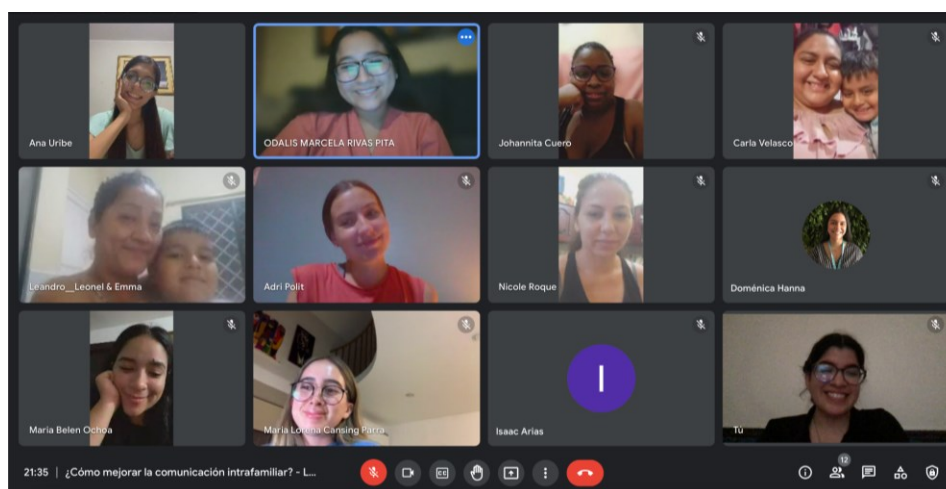 Ana Uribe
ODALIS MARCELA RIVAS PITA
Johannita Cuero
Carla Velasco
Leandro__Leonel & Emma
Adri Polit
Nicole Roque
Doménica Hanna
Maria Belen Ochoa
Maria Lorena Cansing Parra
I
Isaac Arias
Tú
21:35 | ¿Cómo mejorar la comunicación intrafamiliar? - L...
CC
12